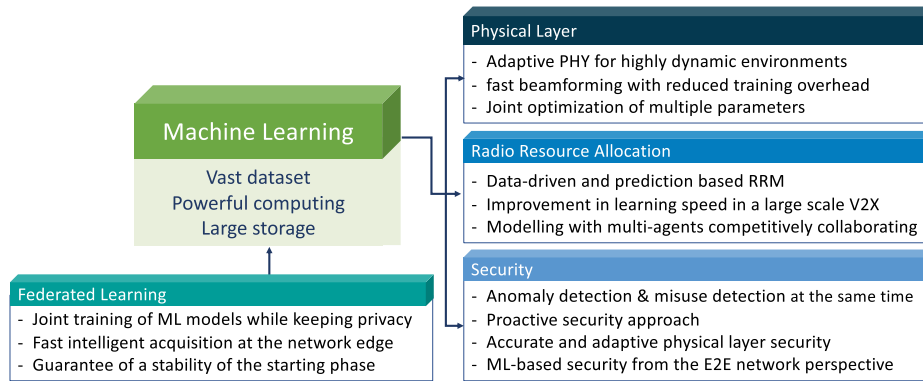 Machine Learning
Vast dataset
Powerful computing
Large storage
Federated Learning
- Joint training of ML models while keeping privacy
- Fast intelligent acquisition at the network edge
- Guarantee of a stability of the starting phase
Physical Layer
- Adaptive PHY for highly dynamic environments
- fast beamforming with reduced training overhead
- Joint optimization of multiple parameters
Radio Resource Allocation
- Data-driven and prediction based RRM
- Improvement in learning speed in a large scale V2X
- Modelling with multi-agents competitively collaborating
Security
- Anomaly detection & misuse detection at the same time
- Proactive security approach
- Accurate and adaptive physical layer security
- ML-based security from the E2E network perspective